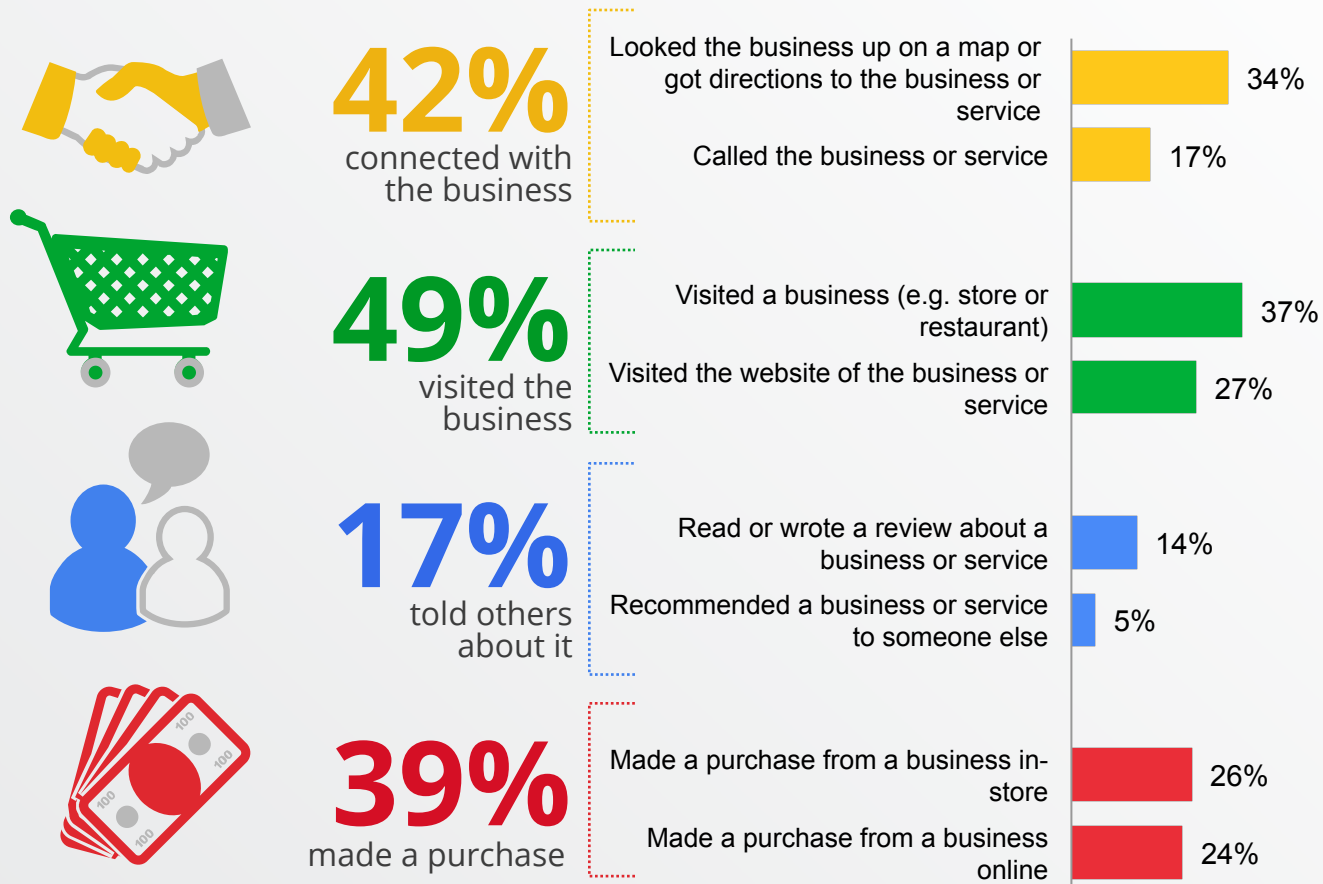 42%
connected with
the business
Looked the business up on a map or
got directions to the business or
service
34%
Called the business or service
17%
49%
visited the
business
Visited a business (e.g. store or
restaurant)
37%
Visited the website of the business or
service
27%
17%
told others
about it
Read or wrote a review about a
business or service
14%
Recommended a business or service
to someone else
5%
100
100
100
100
39%
made a purchase
Made a purchase from a business in-
store
26%
Made a purchase from a business
online
24%